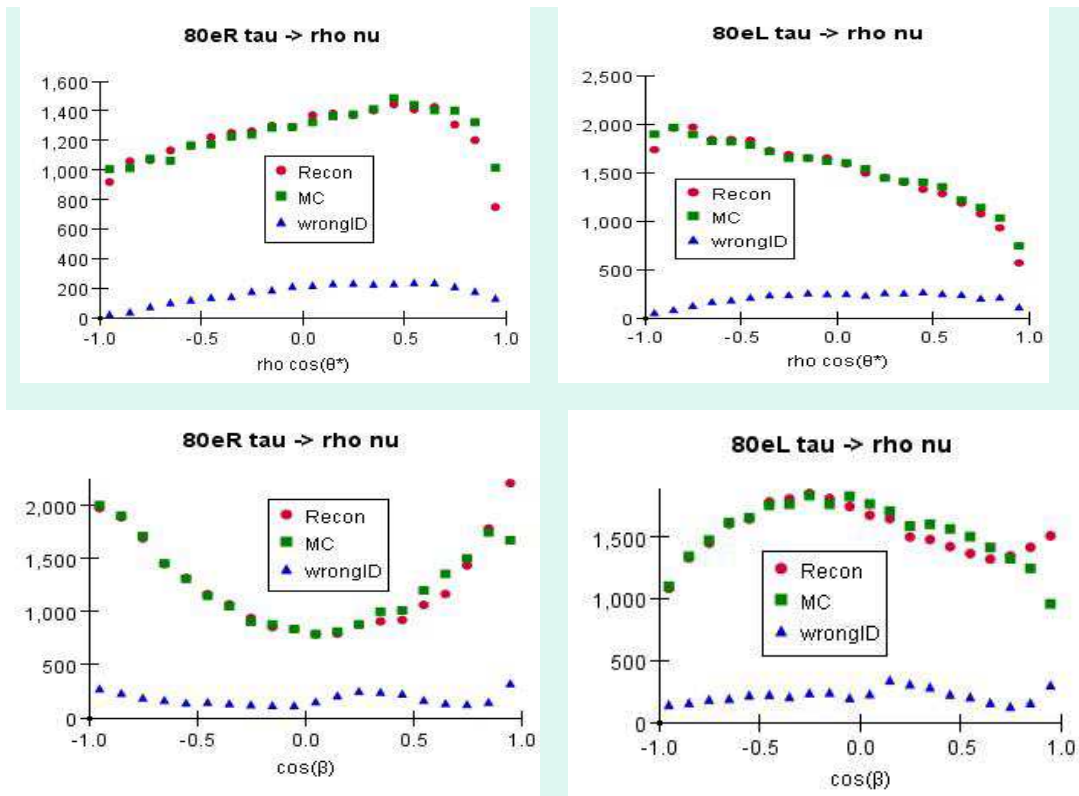 80eR tau -> rho nu
1,600
1,400
1,200
1,000
800
600
400
200
0
Recon
MC
wrongID
-1.0 -0.5 0.0 0.5 1.0
rho cos(θ*)
80eL tau -> rho nu
2,500
2,000
1,500
1,000
500
0
Recon
MC
wrongID
-1.0 -0.5 0.0 0.5 1.0
rho cos(θ*)
80eR tau -> rho nu
2,000
1,500
1,000
500
0
Recon
MC
wrongID
-1.0 -0.5 0.0 0.5 1.0
cos(β)
80eL tau -> rho nu
1,500
1,000
500
0
Recon
MC
wrongID
-1.0 -0.5 0.0 0.5 1.0
cos(β)